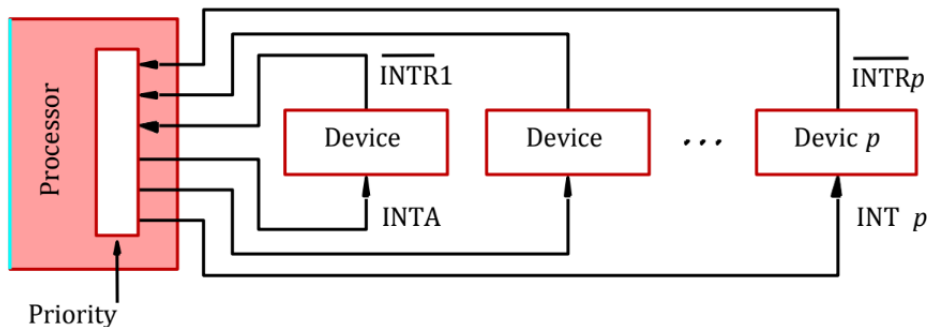 Processor
INTR1
INTRp
Device
Device
...
Devic p
INTA
INT p
Priority